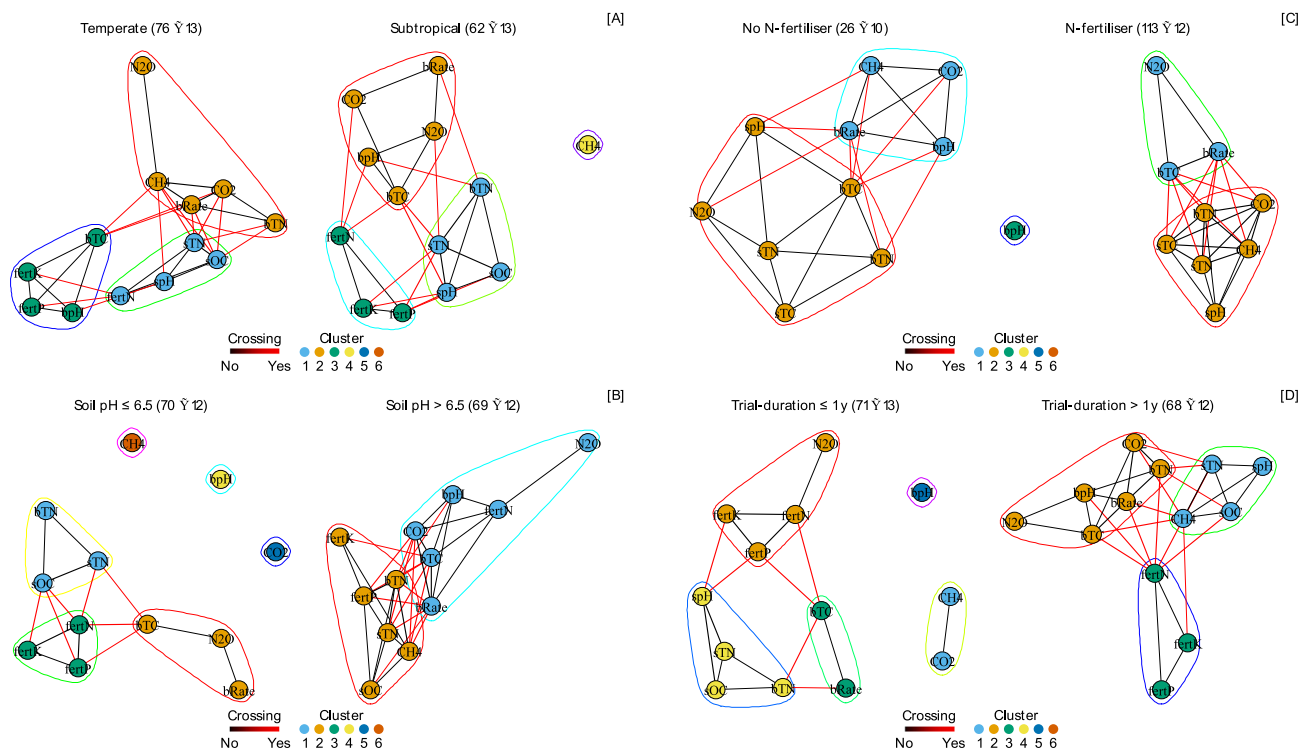 Temperate (76 Ÿ 13)
Subtropical (62 Ÿ 13)
[A]
N2O
CH4
CO2
bRate
bTN
bTC
sTN
sOC
fertK
spH
fertN
fertP
bpH
bRate
CO2
N2O
CH4
bpH
bTC
bTN
fertN
sTN
sOC
spH
fertK
fertP
Crossing
No Yes
Cluster
1 2 3 4 5 6
No N-fertiliser (26 Ÿ 10)
N-fertiliser (113 Ÿ 12)
[C]
CH4
CO2
spH
bRate
bpH
bTC
N2O
sTN
bTN
sTC
N2O
bRate
bTC
bpH
bTN
CO2
sTC
CH4
sTN
spH
Crossing
No Yes
Cluster
1 2 3 4 5 6
Soil pH ≤ 6.5 (70 Ÿ 12)
Soil pH > 6.5 (69 Ÿ 12)
[B]
CH4
bpH
bTN
CO2
sTN
sOC
fertN
bTC
fertK
fertP
N2O
bRate
N2O
bpH
fertN
fertK
CO2
bTC
bTN
fertP
bRate
sTN
CH4
sOC
Crossing
No Yes
Cluster
1 2 3 4 5 6
Trial-duration ≤ 1y (71 Ÿ 13)
Trial-duration > 1y (68 Ÿ 12)
[D]
N2O
bpH
fertK
fertN
fertP
spH
bTC
CH4
sTN
sOC
bTN
bRate
CO2
CO2
bTN
sTN
spH
bpH
bRate
sOC
N2O
CH4
bTC
fertN
fertK
fertP
Crossing
No Yes
Cluster
1 2 3 4 5 6